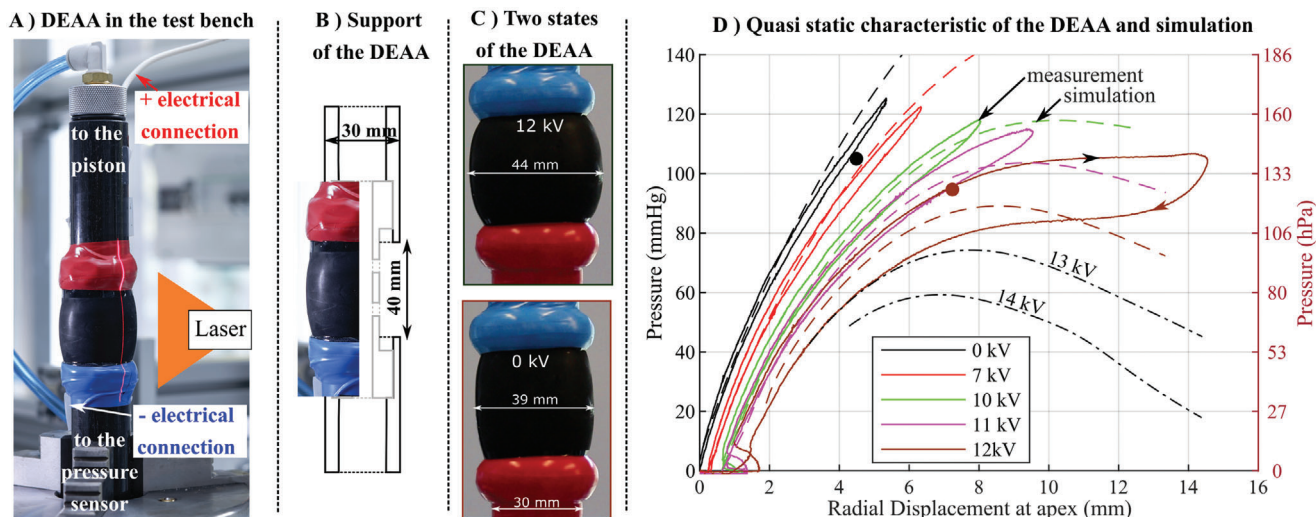 A ) DEAA in the test bench
+ electrical
connection
to the
piston
Laser
- electrical
connection
to the
pressure
sensor
B ) Support
of the DEAA
30 mm
40 mm
C ) Two states
of the DEAA
12 kV
44 mm
0 kV
39 mm
30 mm
D ) Quasi static characteristic of the DEAA and simulation
Pressure (mmHg)
140
120
100
80
60
40
20
0
measurement
simulation
13 kV
14 kV
0 kV
7 kV
10 kV
11 kV
12kV
186
160
133
106
80
53
27
0
Pressure (hPa)
0 2 4 6 8 10 12 14 16
Radial Displacement at apex (mm)